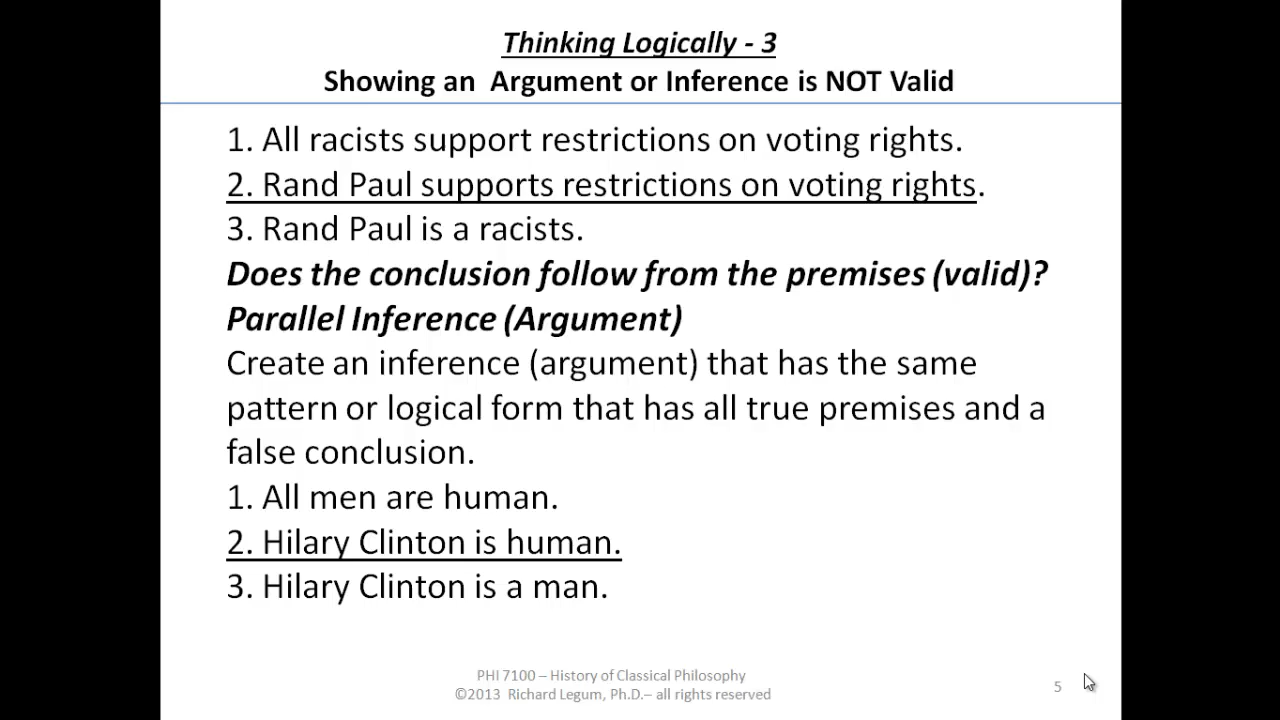 Thinking Logically - 3
Showing an Argument or Inference is NOT Valid
1. All racists support restrictions on voting rights.
2. Rand Paul supports restrictions on voting rights.
3. Rand Paul is a racists.
Does the conclusion follow from the premises (valid)?
Parallel Inference (Argument)
Create an inference (argument) that has the same
pattern or logical form that has all true premises and a
false conclusion.
1. All men are human.
2. Hilary Clinton is human.
3. Hilary Clinton is a man.
PHI 7100 – History of Classical Philosophy
©2013 Richard Legum, Ph.D.– all rights reserved
5